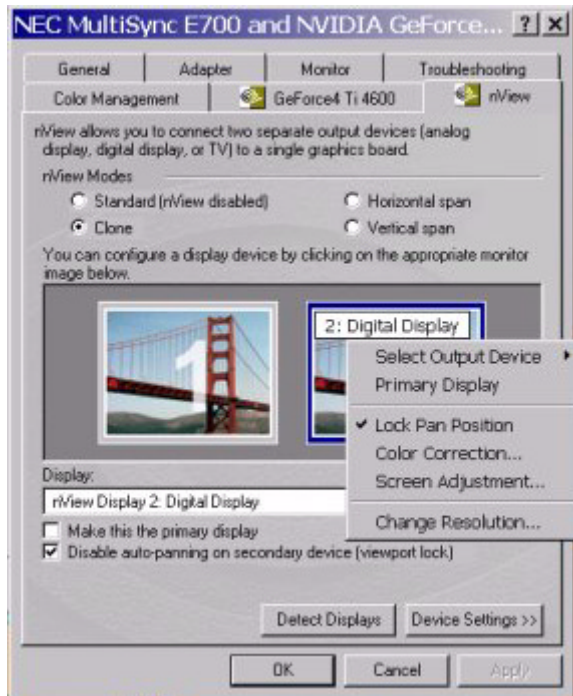 NEC MultiSync E700 and NVIDIA GeForce...
General Adapter Monitor Troubleshooting
Color Management GeForce4 Ti 4600 nView
nView allows you to connect two separate output devices (analog
display, digital display, or TV) to a single graphics board.
nView Modes
Standard (nView disabled) Horizontal span
Clone Vertical span
You can configure a display device by clicking on the appropriate monitor
image below.
1
2: Digital Display
Select Output Device
Primary Display
Lock Pan Position
Color Correction...
Screen Adjustment...
Change Resolution...
Display:
nView Display 2: Digital Display
Make this the primary display
Disable auto-panning on secondary device (viewport lock)
Detect Displays Device Settings >>
OK Cancel Apply